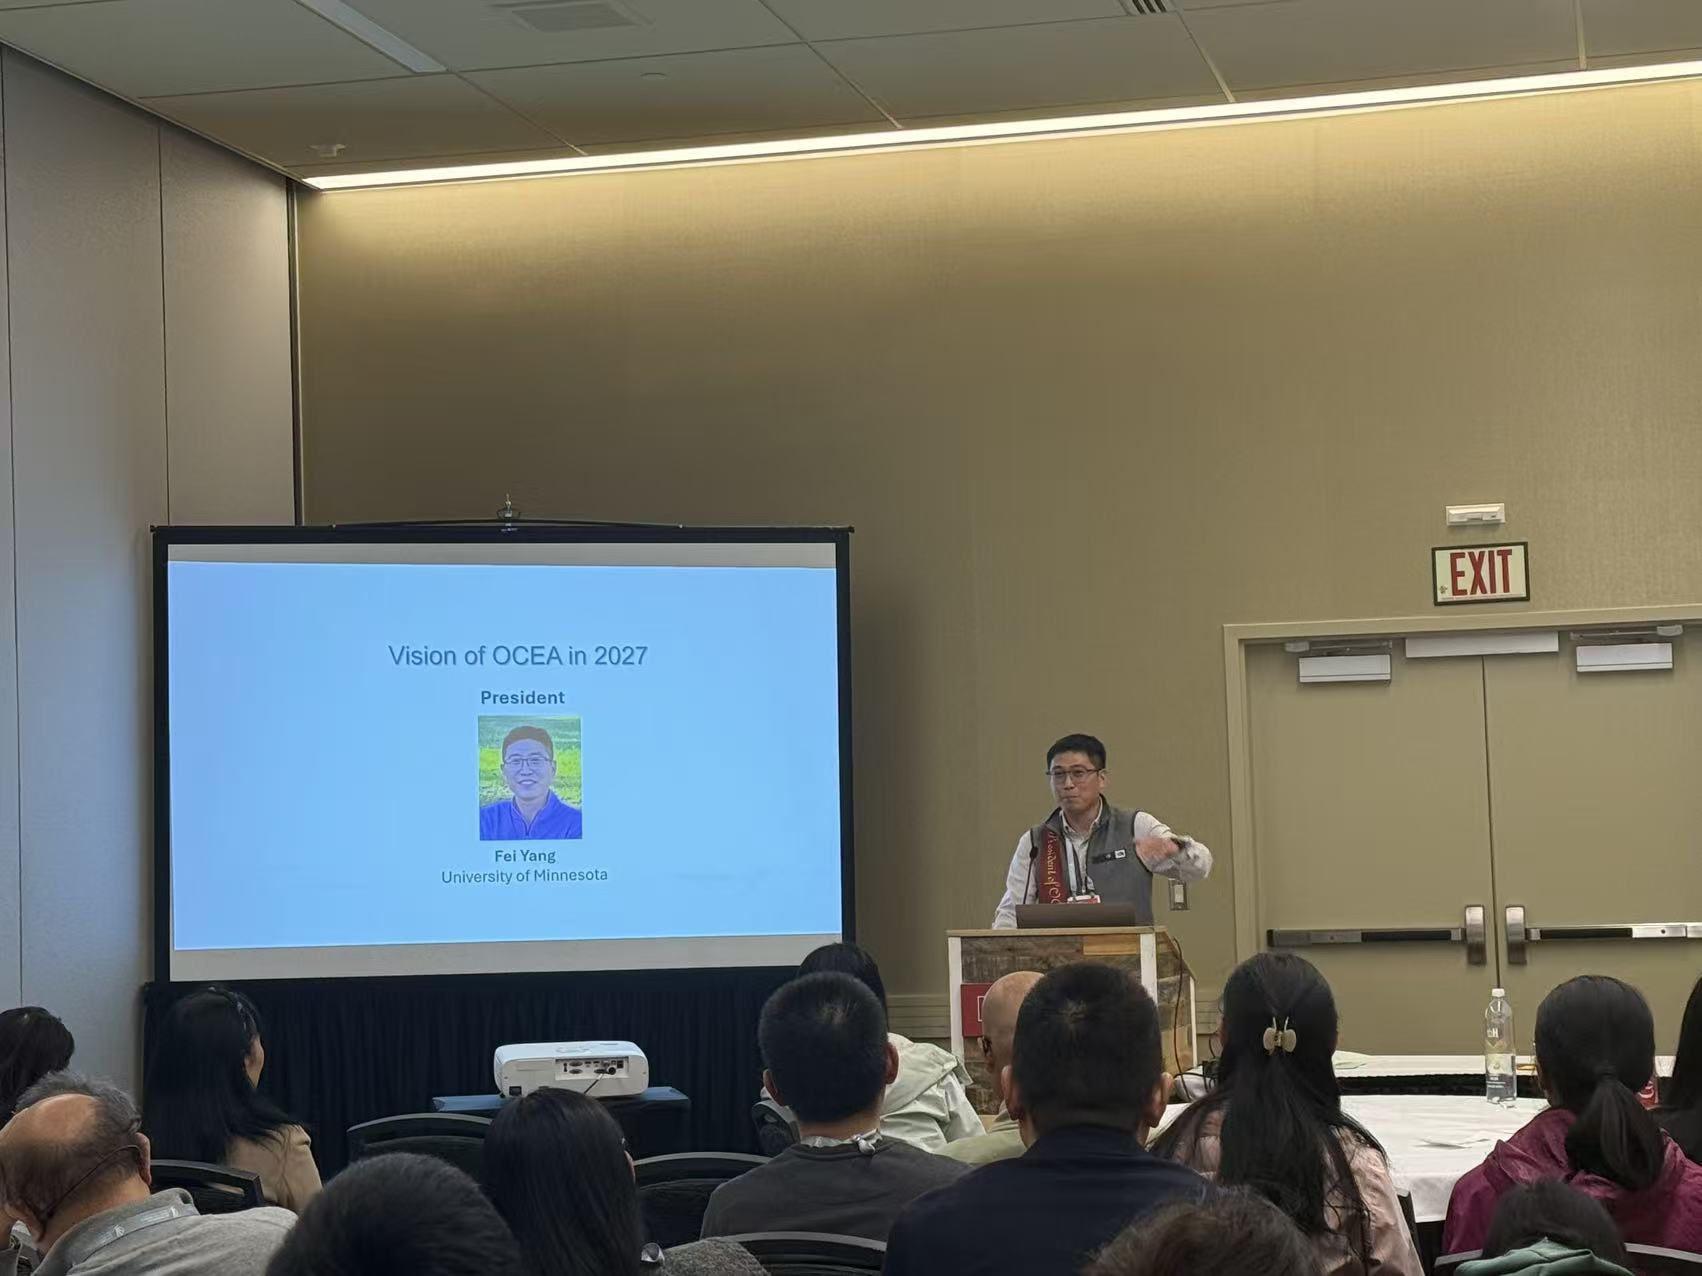 Vision of OCEA in 2027
President
Fei Yang
University of Minnesota
EXIT